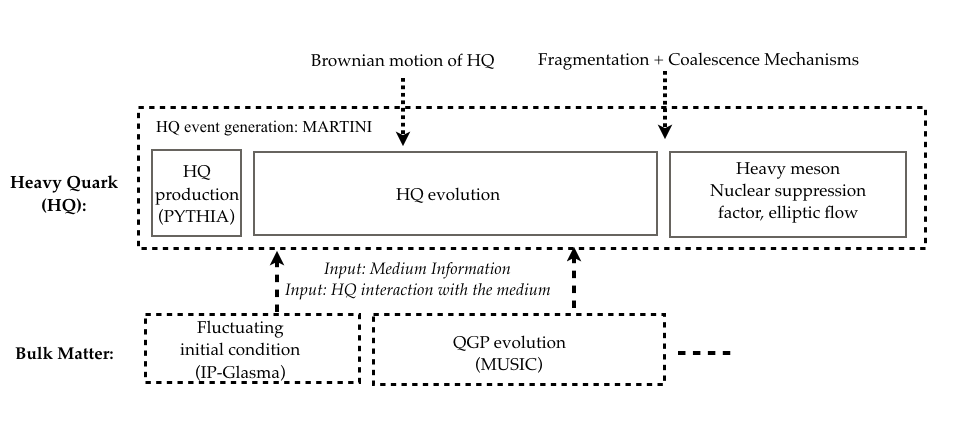 Brownian motion of HQ
Fragmentation + Coalescence Mechanisms
HQ event generation: MARTINI
Heavy Quark
(HQ):
HQ
production
(PYTHIA)
HQ evolution
Heavy meson
Nuclear suppression
factor, elliptic flow
Input: Medium Information
Input: HQ interaction with the medium
Bulk Matter:
Fluctuating
initial condition
(IP-Glasma)
QGP evolution
(MUSIC)